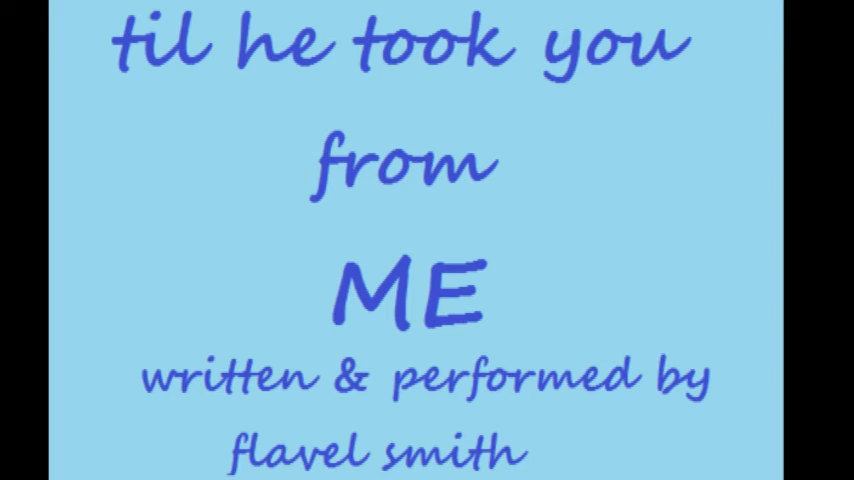 til he took you
from
ME
written & performed by
flavel smith